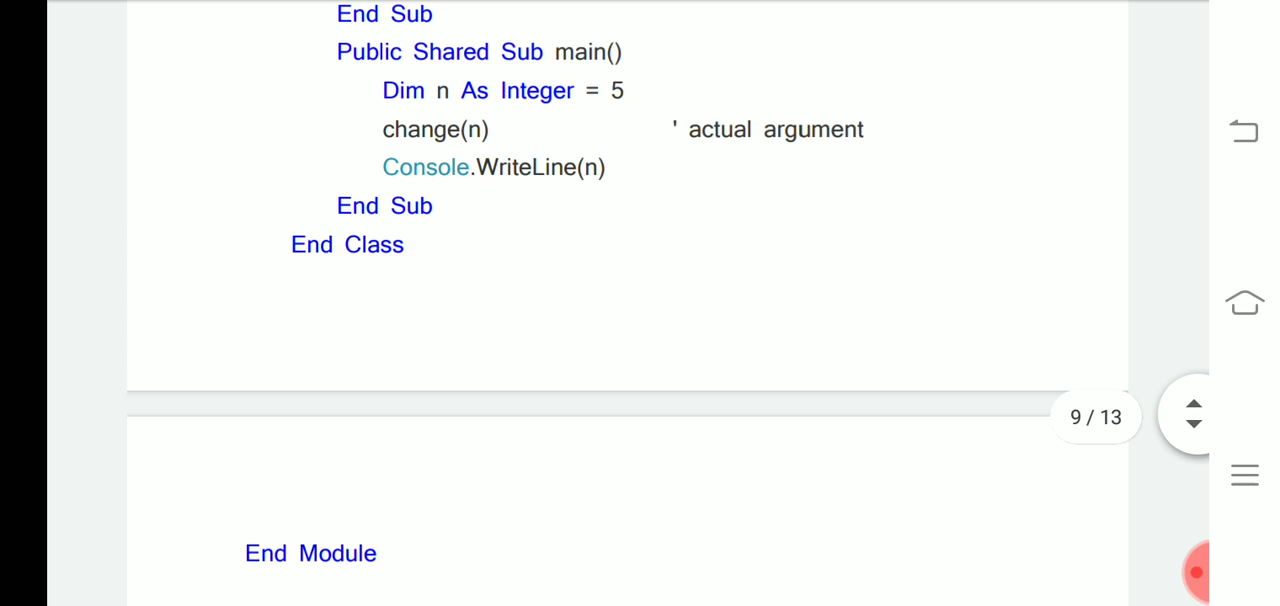 End Sub
Public Shared Sub main()
Dim n As Integer = 5
change(n) ' actual argument
Console.WriteLine(n)
End Sub
End Class
9 / 13
End Module